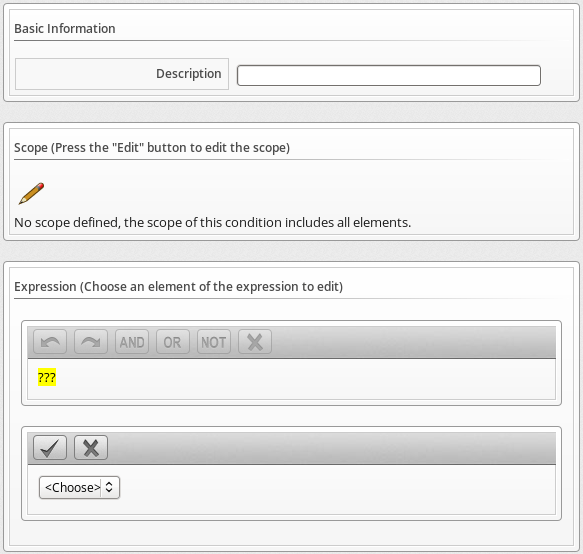 Basic Information
Description
Scope (Press the "Edit" button to edit the scope)
No scope defined, the scope of this condition includes all elements.
Expression (Choose an element of the expression to edit)
AND OR NOT
???
<Choose>